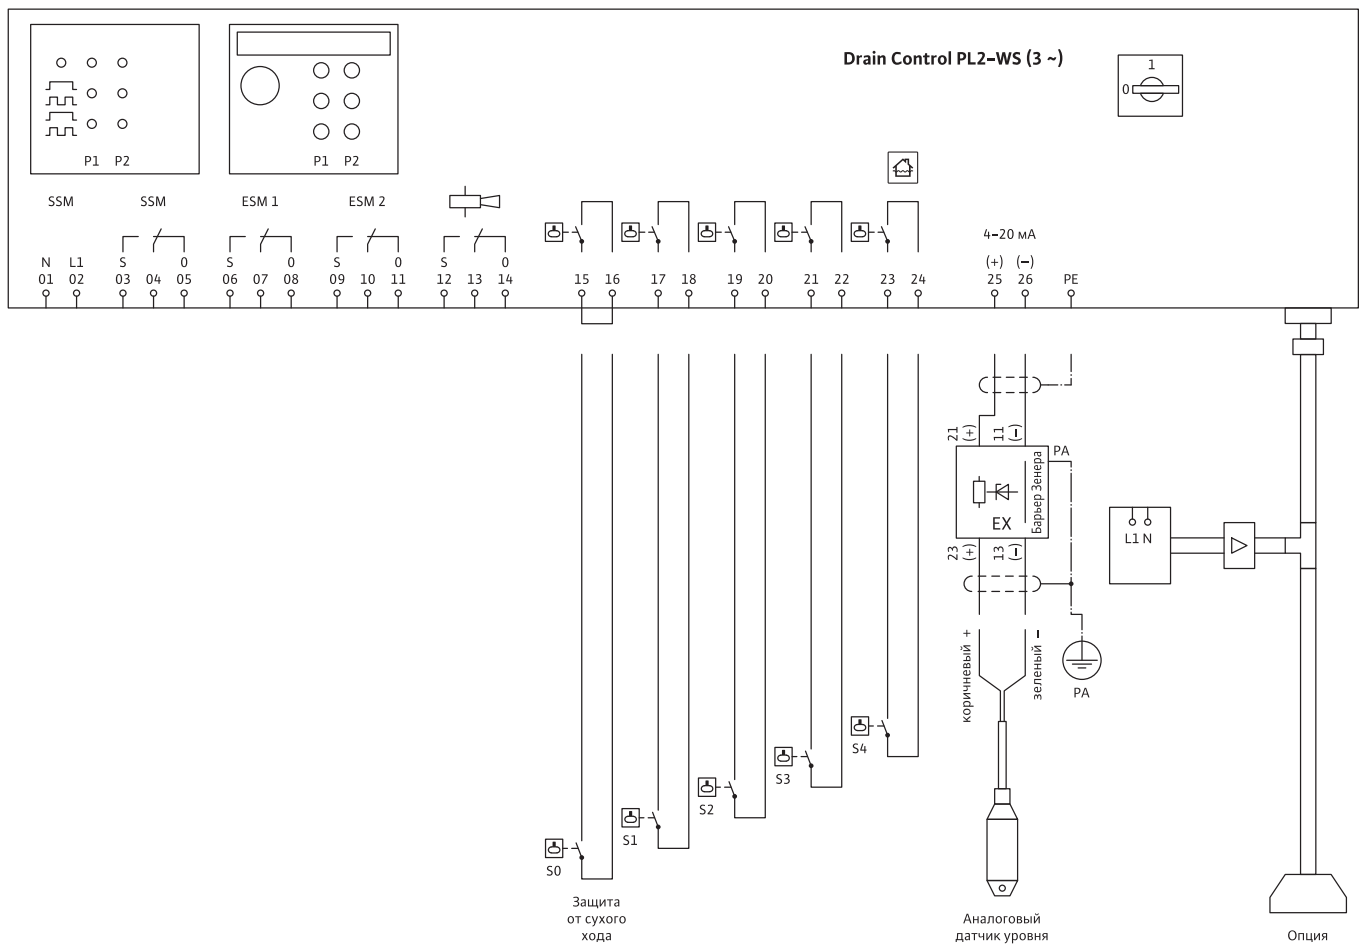 Drain Control PL2-WS (3 ~)
1
0
P1 P2
P1 P2
SSM SSM ESM 1 ESM 2
4-20 мА
N L1 S 0 S 0 S 0 S 0 (+) (-)
01 02 03 04 05 06 07 08 09 10 11 12 13 14 15 16 17 18 19 20 21 22 23 24 25 26 PE
21 (+) 11 (-)
PA
Барьер Зенера
EX
L1 N
23 (+) 13 (-)
коричневый +
зеленый -
PA
S4
S3
S2
S1
S0
Защита
от сухого
хода
Аналоговый
датчик уровня
Опция